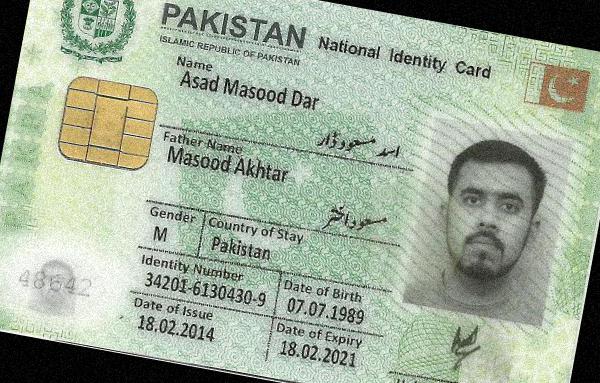 PAKISTAN National Identity Card
ISLAMIC REPUBLIC OF PAKISTAN
Name
Asad Masood Dar
اسد مسعود ڈار
Father Name
Masood Akhtar
مسعود اختر
Gender Country of Stay
M Pakistan
Identity Number Date of Birth
34201-6130430-9 07.07.1989
Date of Issue Date of Expiry
18.02.2014 18.02.2021
48642